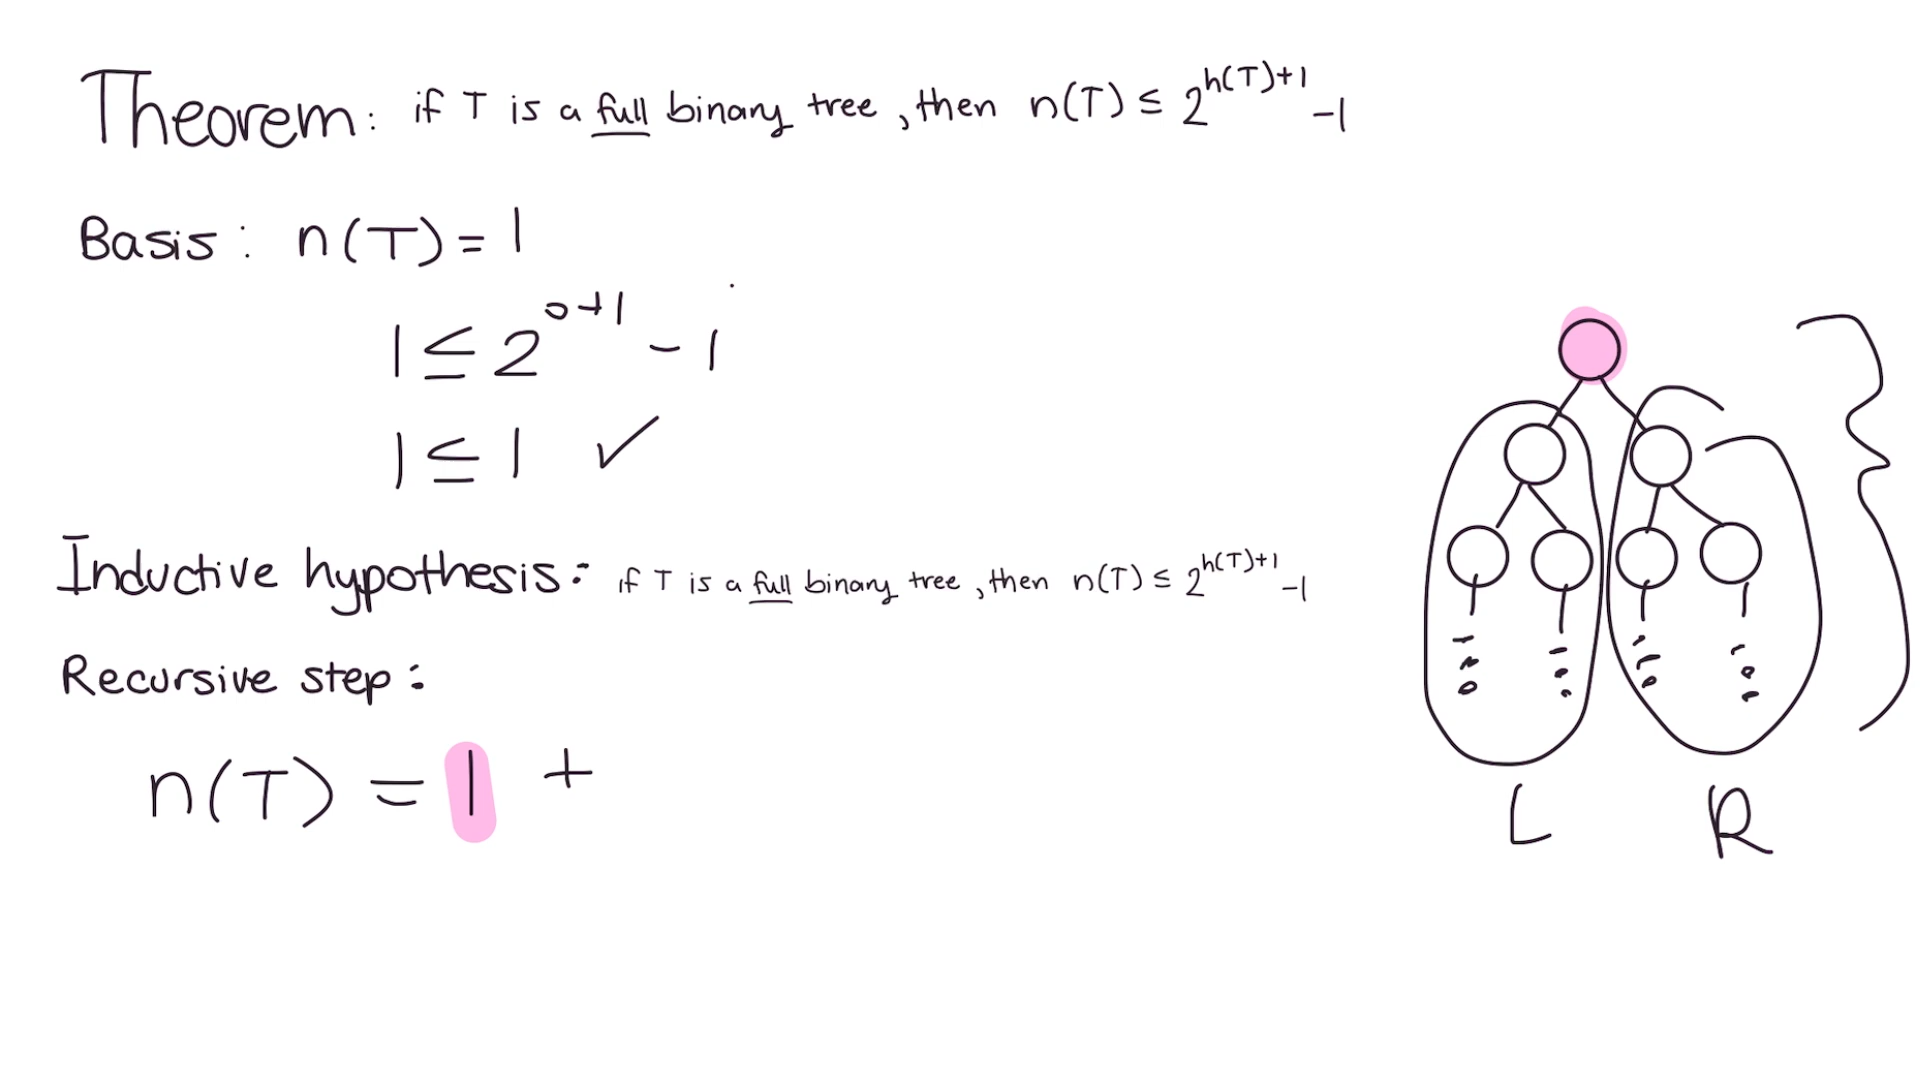 Theorem: if T is a full binary tree, then n(T) ≤ 2^{h(T)+1} -1
Basis: n(T) = 1
1 ≤ 2^{0+1} - 1
1 ≤ 1 ✓
Inductive hypothesis: if T is a full binary tree, then n(T) ≤ 2^{h(T)+1} -1
Recursive step:
n(T) = 1 +
L R